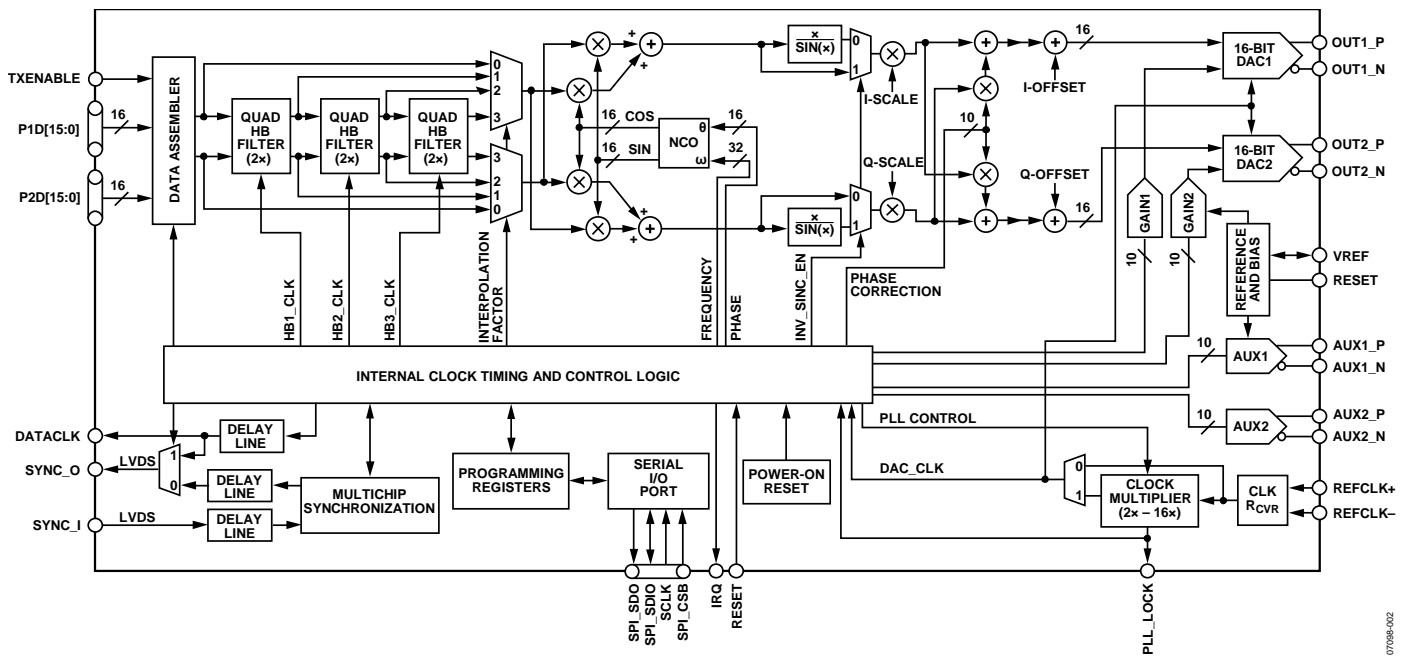 TXENABLE
P1D[15:0]
16
P2D[15:0]
16
DATA ASSEMBLER
QUAD
HB
FILTER
(2×)
QUAD
HB
FILTER
(2×)
QUAD
HB
FILTER
(2×)
0
1
2
3
3
2
1
0
×
×
×
×
+
+
+
+
+
+
16
COS
16
SIN
NCO
θ
ω
16
32
×
SIN(×)
×
SIN(×)
0
1
0
1
×
I-SCALE
Q-SCALE
×
10
+
+
×
×
+
+
I-OFFSET
Q-OFFSET
16
16
16-BIT
DAC1
16-BIT
DAC2
OUT1_P
OUT1_N
OUT2_P
OUT2_N
GAIN1
GAIN2
10
10
REFERENCE
AND BIAS
VREF
RESET
HB1_CLK
HB2_CLK
HB3_CLK
INTERPOLATION
FACTOR
FREQUENCY
PHASE
INV_SINC_EN
PHASE
CORRECTION
INTERNAL CLOCK TIMING AND CONTROL LOGIC
10
AUX1
AUX1_P
AUX1_N
10
AUX2
AUX2_P
AUX2_N
DATACLK
DELAY
LINE
SYNC_O
LVDS
1
0
DELAY
LINE
SYNC_I
LVDS
DELAY
LINE
MULTICHIP
SYNCHRONIZATION
PROGRAMMING
REGISTERS
SERIAL
I/O
PORT
POWER-ON
RESET
PLL CONTROL
DAC_CLK
0
1
CLOCK
MULTIPLIER
(2× – 16×)
CLK
RCVR
REFCLK+
REFCLK–
SPI_SDO
SPI_SDIO
SCLK
SPI_CSB
IRQ
RESET
PLL_LOCK
07098-002